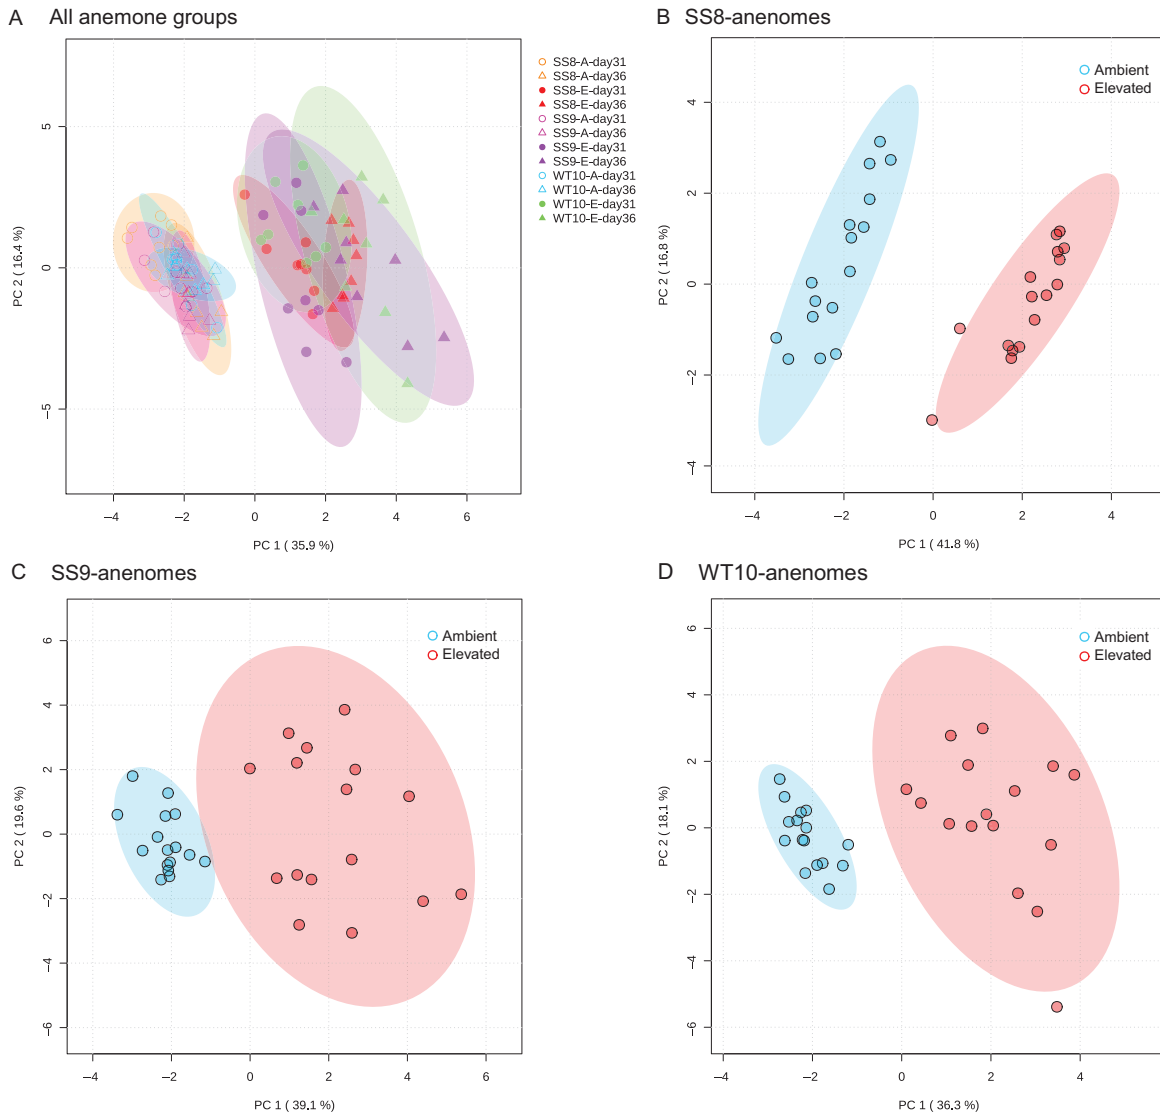 A All anemone groups
5
0
−5
PC 2 ( 16.4 %)
−4 −2 0 2 4 6
PC 1 ( 35.9 %)
SS8-A-day31
SS8-A-day36
SS8-E-day31
SS8-E-day36
SS9-A-day31
SS9-A-day36
SS9-E-day31
SS9-E-day36
WT10-A-day31
WT10-A-day36
WT10-E-day31
WT10-E-day36
B SS8-anenomes
Ambient
Elevated
4
2
0
−2
−4
PC 2 ( 16.8 %)
−4 −2 0 2 4
PC 1 ( 41.8 %)
C SS9-anenomes
Ambient
Elevated
6
4
2
0
−2
−4
−6
PC 2 ( 19.6 %)
−4 −2 0 2 4 6
PC 1 ( 39.1 %)
D WT10-anenomes
Ambient
Elevated
6
4
2
0
−2
−4
−6
PC 2 ( 18.1 %)
−4 −2 0 2 4
PC 1 ( 36.3 %)